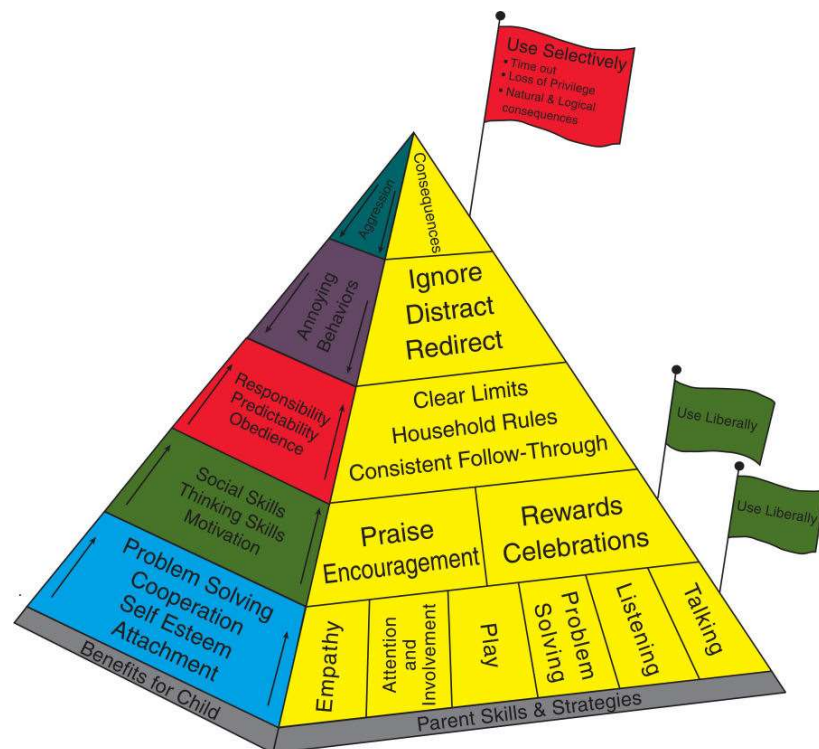 Use Selectively
• Time out
• Loss of Privilege
• Natural & Logical
consequences
Aggression
Consequences
Annoying
Behaviors
Ignore
Distract
Redirect
Responsibility
Predictability
Obedience
Clear Limits
Household Rules
Consistent Follow-Through
Use Liberally
Social Skills
Thinking Skills
Motivation
Praise
Encouragement
Rewards
Celebrations
Use Liberally
Problem Solving
Cooperation
Self Esteem
Attachment
Empathy
Attention
and
Involvement
Play
Problem
Solving
Listening
Talking
Benefits for Child
Parent Skills & Strategies